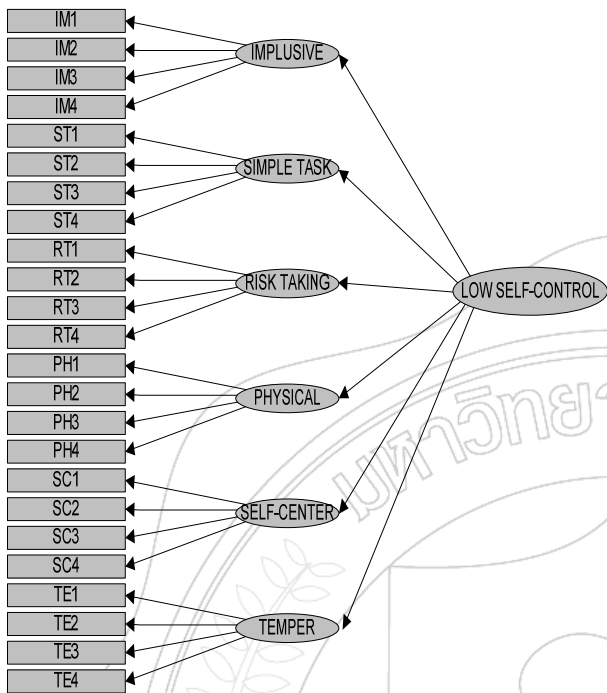 IM1
IM2
IM3
IM4
ST1
ST2
ST3
ST4
RT1
RT2
RT3
RT4
PH1
PH2
PH3
PH4
SC1
SC2
SC3
SC4
TE1
TE2
TE3
TE4
IMPLUSIVE
SIMPLE TASK
RISK TAKING
PHYSICAL
SELF-CENTER
TEMPER
LOW SELF-CONTROL